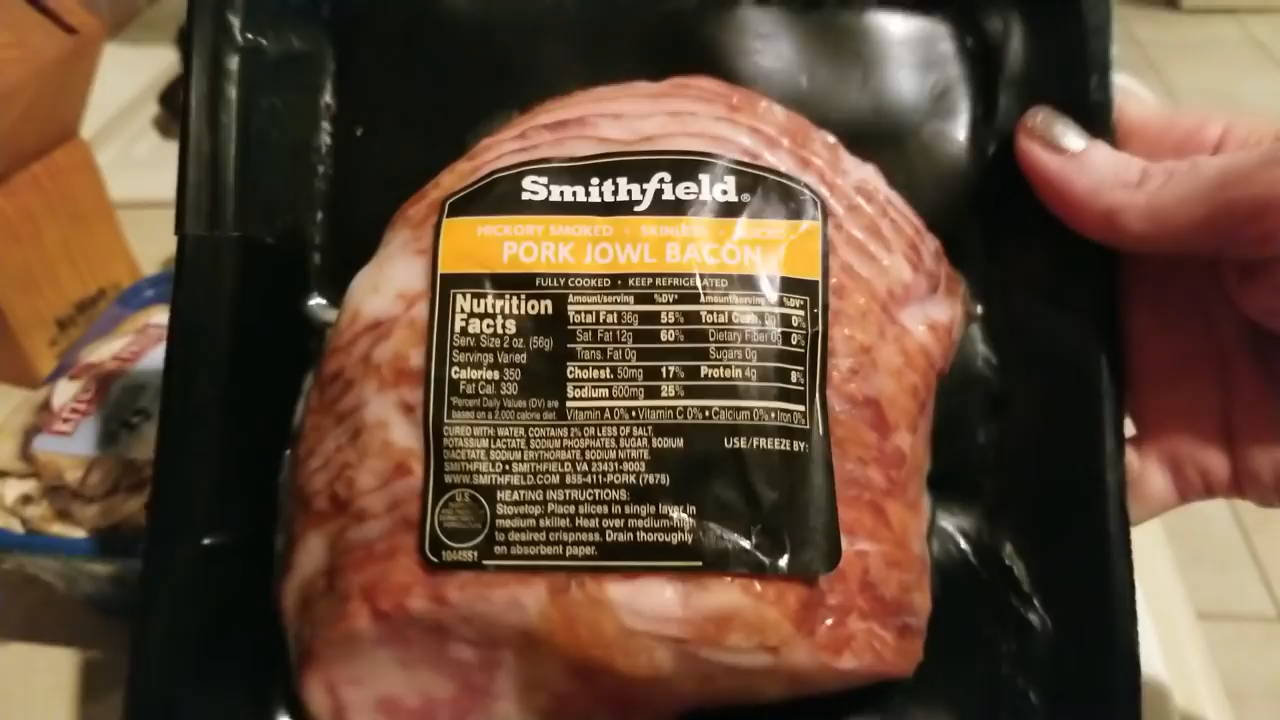 Smithfield®
HICKORY SMOKED • SKINLESS •
PORK JOWL BACON
FULLY COOKED • KEEP REFRIGERATED
Nutrition
Facts
Serv. Size 2 oz. (56g)
Servings Varied
Calories 350
Fat Cal. 330
*Percent Daily Values (DV) are
based on a 2,000 calorie diet.
Amount/serving %DV* Amount/serving %DV*
Total Fat 36g 55% Total Carb. 0g 0%
Sat. Fat 12g 60% Dietary Fiber 0g 0%
Trans. Fat 0g Sugars 0g
Cholest. 50mg 17% Protein 4g 8%
Sodium 600mg 25%
Vitamin A 0% • Vitamin C 0% • Calcium 0% • Iron 0%
CURED WITH: WATER, CONTAINS 2% OR LESS OF SALT,
POTASSIUM LACTATE, SODIUM PHOSPHATES, SUGAR, SODIUM
DIACETATE, SODIUM ERYTHORBATE, SODIUM NITRITE.
USE/FREEZE BY:
SMITHFIELD • SMITHFIELD, VA 23431-9003
WWW.SMITHFIELD.COM 855-411-PORK (7675)
U.S.
HEATING INSTRUCTIONS:
Stovetop: Place slices in single layer in
medium skillet. Heat over medium-high
to desired crispness. Drain thoroughly
on absorbent paper.
1044551